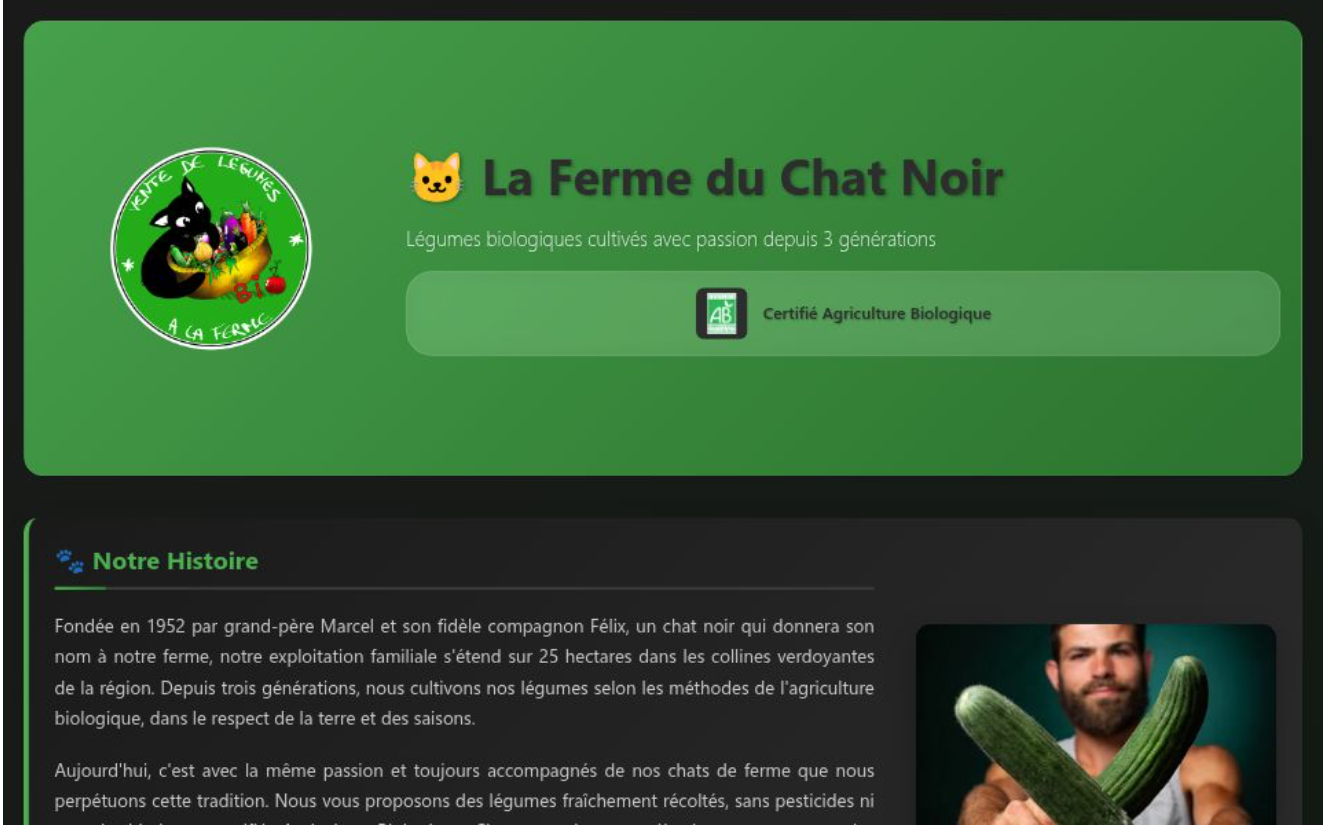 VENTE DE LÉGUMES
BIO
A LA FERME
La Ferme du Chat Noir
Légumes biologiques cultivés avec passion depuis 3 générations
AB
Certifié Agriculture Biologique
Notre Histoire
Fondée en 1952 par grand-père Marcel et son fidèle compagnon Félix, un chat noir qui donnera son
nom à notre ferme, notre exploitation familiale s'étend sur 25 hectares dans les collines verdoyantes
de la région. Depuis trois générations, nous cultivons nos légumes selon les méthodes de l'agriculture
biologique, dans le respect de la terre et des saisons.
Aujourd'hui, c'est avec la même passion et toujours accompagnés de nos chats de ferme que nous
perpétuons cette tradition. Nous vous proposons des légumes fraîchement récoltés, sans pesticides ni